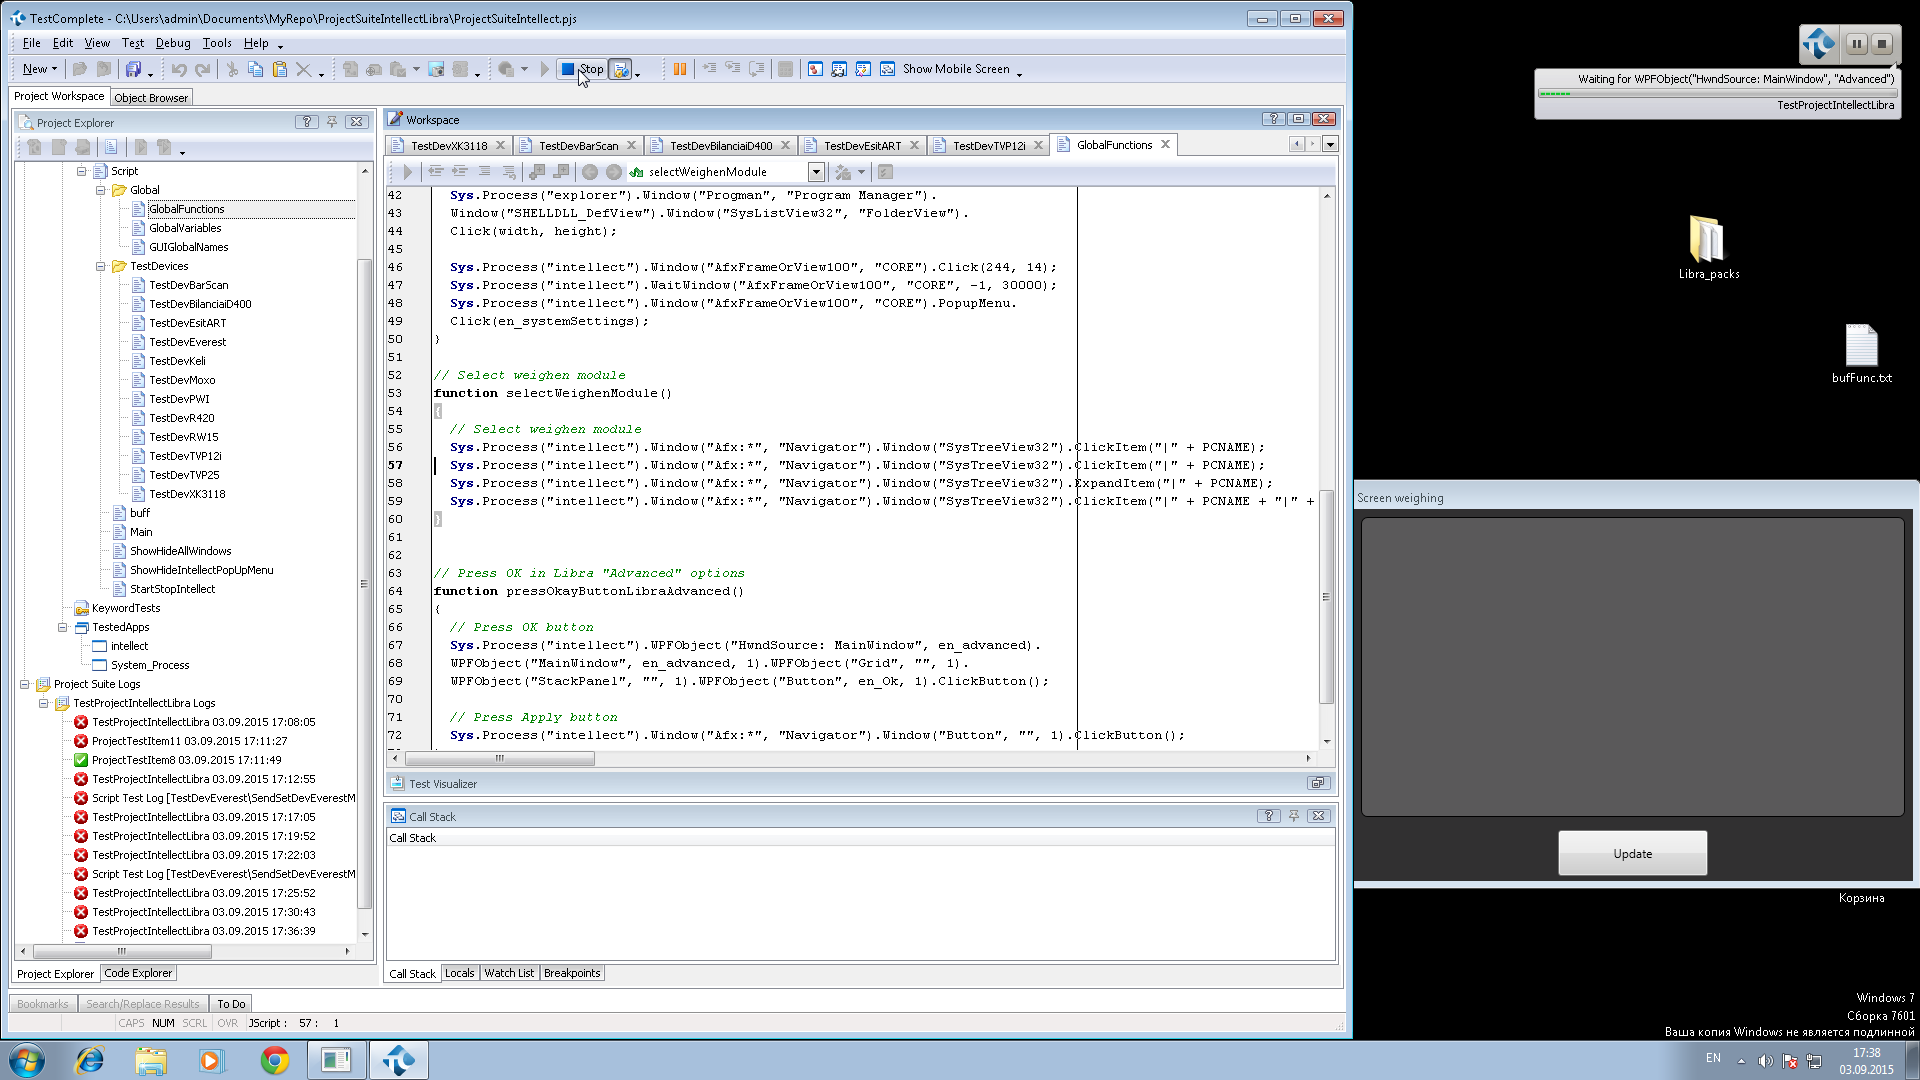 TestComplete - C:\Users\admin\Documents\MyRepo\ProjectSuiteIntellectLibra\ProjectSuiteIntellect.pjs
File Edit View Test Debug Tools Help
New
Stop
Show Mobile Screen
Project Workspace
Object Browser
Project Explorer
Script
Global
GlobalFunctions
GlobalVariables
GUIGlobalNames
TestDevices
TestDevBarScan
TestDevBilanciaiD400
TestDevEsitART
TestDevEverest
TestDevKeli
TestDevMoxo
TestDevPWI
TestDevR420
TestDevRW15
TestDevTVP12i
TestDevTVP25
TestDevXK3118
buff
Main
ShowHideAllWindows
ShowHideIntellectPopUpMenu
StartStopIntellect
KeywordTests
TestedApps
intellect
System_Process
Project Suite Logs
TestProjectIntellectLibra Logs
TestProjectIntellectLibra 03.09.2015 17:08:05
ProjectTestItem11 03.09.2015 17:11:27
ProjectTestItem8 03.09.2015 17:11:49
TestProjectIntellectLibra 03.09.2015 17:12:55
Script Test Log [TestDevEverest\SendSetDevEverestM
TestProjectIntellectLibra 03.09.2015 17:17:05
TestProjectIntellectLibra 03.09.2015 17:19:52
TestProjectIntellectLibra 03.09.2015 17:22:03
Script Test Log [TestDevEverest\SendSetDevEverestM
TestProjectIntellectLibra 03.09.2015 17:25:52
TestProjectIntellectLibra 03.09.2015 17:30:43
TestProjectIntellectLibra 03.09.2015 17:36:39
Project Explorer
Code Explorer
Workspace
TestDevXK3118
TestDevBarScan
TestDevBilanciaiD400
TestDevEsitART
TestDevTVP12i
GlobalFunctions
selectWeighenModule
42 Sys.Process("explorer").Window("Progman", "Program Manager").
43 Window("SHELLDLL_DefView").Window("SysListView32", "FolderView").
44 Click(width, height);
45
46 Sys.Process("intellect").Window("AfxFrameOrView100", "CORE").Click(244, 14);
47 Sys.Process("intellect").WaitWindow("AfxFrameOrView100", "CORE", -1, 30000);
48 Sys.Process("intellect").Window("AfxFrameOrView100", "CORE").PopupMenu.
49 Click(en_systemSettings);
50 }
51
52 // Select weighen module
53 function selectWeighenModule()
54 {
55 // Select weighen module
56 Sys.Process("intellect").Window("Afx:*", "Navigator").Window("SysTreeView32").ClickItem("|" + PCNAME);
57 Sys.Process("intellect").Window("Afx:*", "Navigator").Window("SysTreeView32").ClickItem("|" + PCNAME);
58 Sys.Process("intellect").Window("Afx:*", "Navigator").Window("SysTreeView32").ExpandItem("|" + PCNAME);
59 Sys.Process("intellect").Window("Afx:*", "Navigator").Window("SysTreeView32").ClickItem("|" + PCNAME + "|" +
60 }
61
62
63 // Press OK in Libra "Advanced" options
64 function pressOkayButtonLibraAdvanced()
65 {
66 // Press OK button
67 Sys.Process("intellect").WPFObject("HwndSource: MainWindow", en_advanced).
68 WPFObject("MainWindow", en_advanced, 1).WPFObject("Grid", "", 1).
69 WPFObject("StackPanel", "", 1).WPFObject("Button", en_Ok, 1).ClickButton();
70
71 // Press Apply button
72 Sys.Process("intellect").Window("Afx:*", "Navigator").Window("Button", "", 1).ClickButton();
Test Visualizer
Call Stack
Call Stack
Call Stack
Locals
Watch List
Breakpoints
Bookmarks
Search/Replace Results
To Do
CAPS NUM SCRL OVR JScript : 57 : 1
Waiting for WPFObject("HwndSource: MainWindow", "Advanced")
TestProjectIntellectLibra
Libra_packs
bufFunc.txt
Screen weighing
Update
Корзина
Windows 7
Сборка 7601
Ваша копия Windows не является подлинной
EN
17:38
03.09.2015